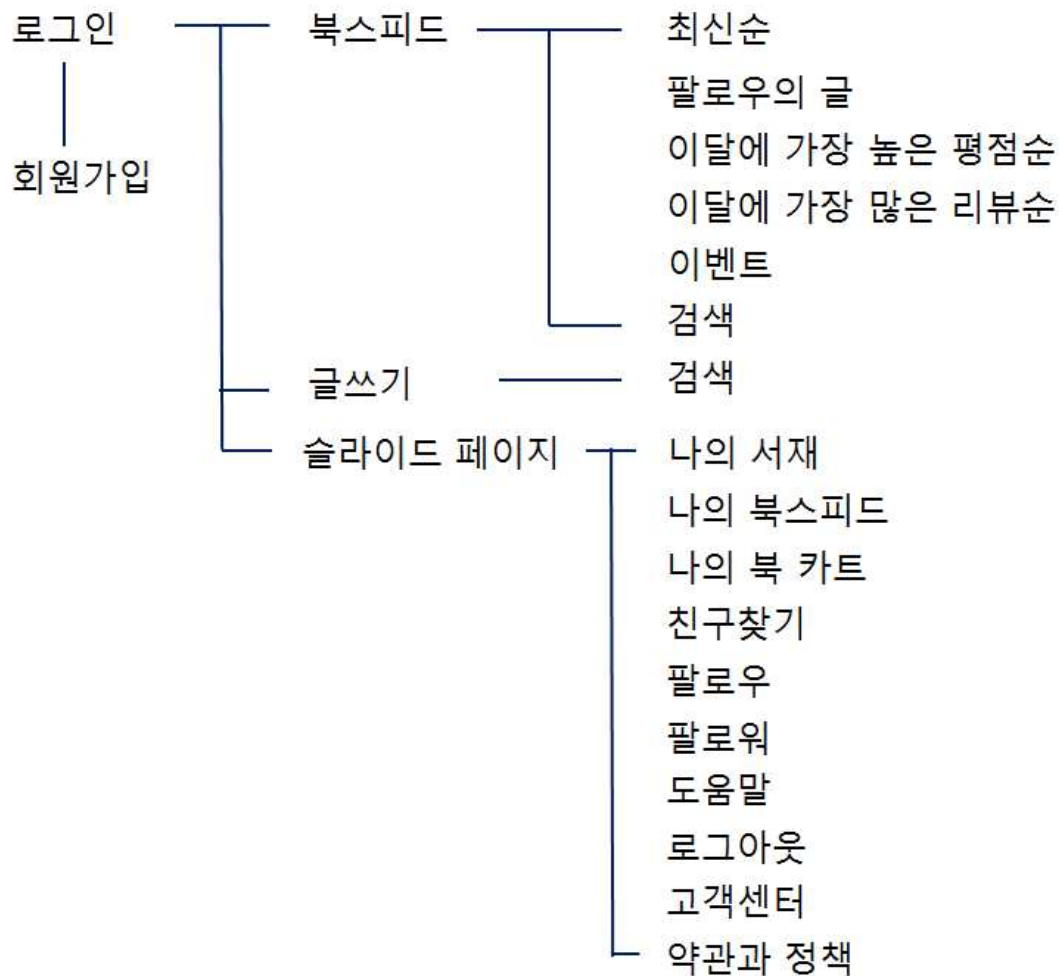 로그인 북스피드 최신순
팔로우의 글
회원가입 이달에 가장 높은 평점순
이달에 가장 많은 리뷰순
이벤트
검색
글쓰기 검색
슬라이드 페이지 나의 서재
나의 북스피드
나의 북 카트
친구찾기
팔로우
팔로워
도움말
로그아웃
고객센터
약관과 정책